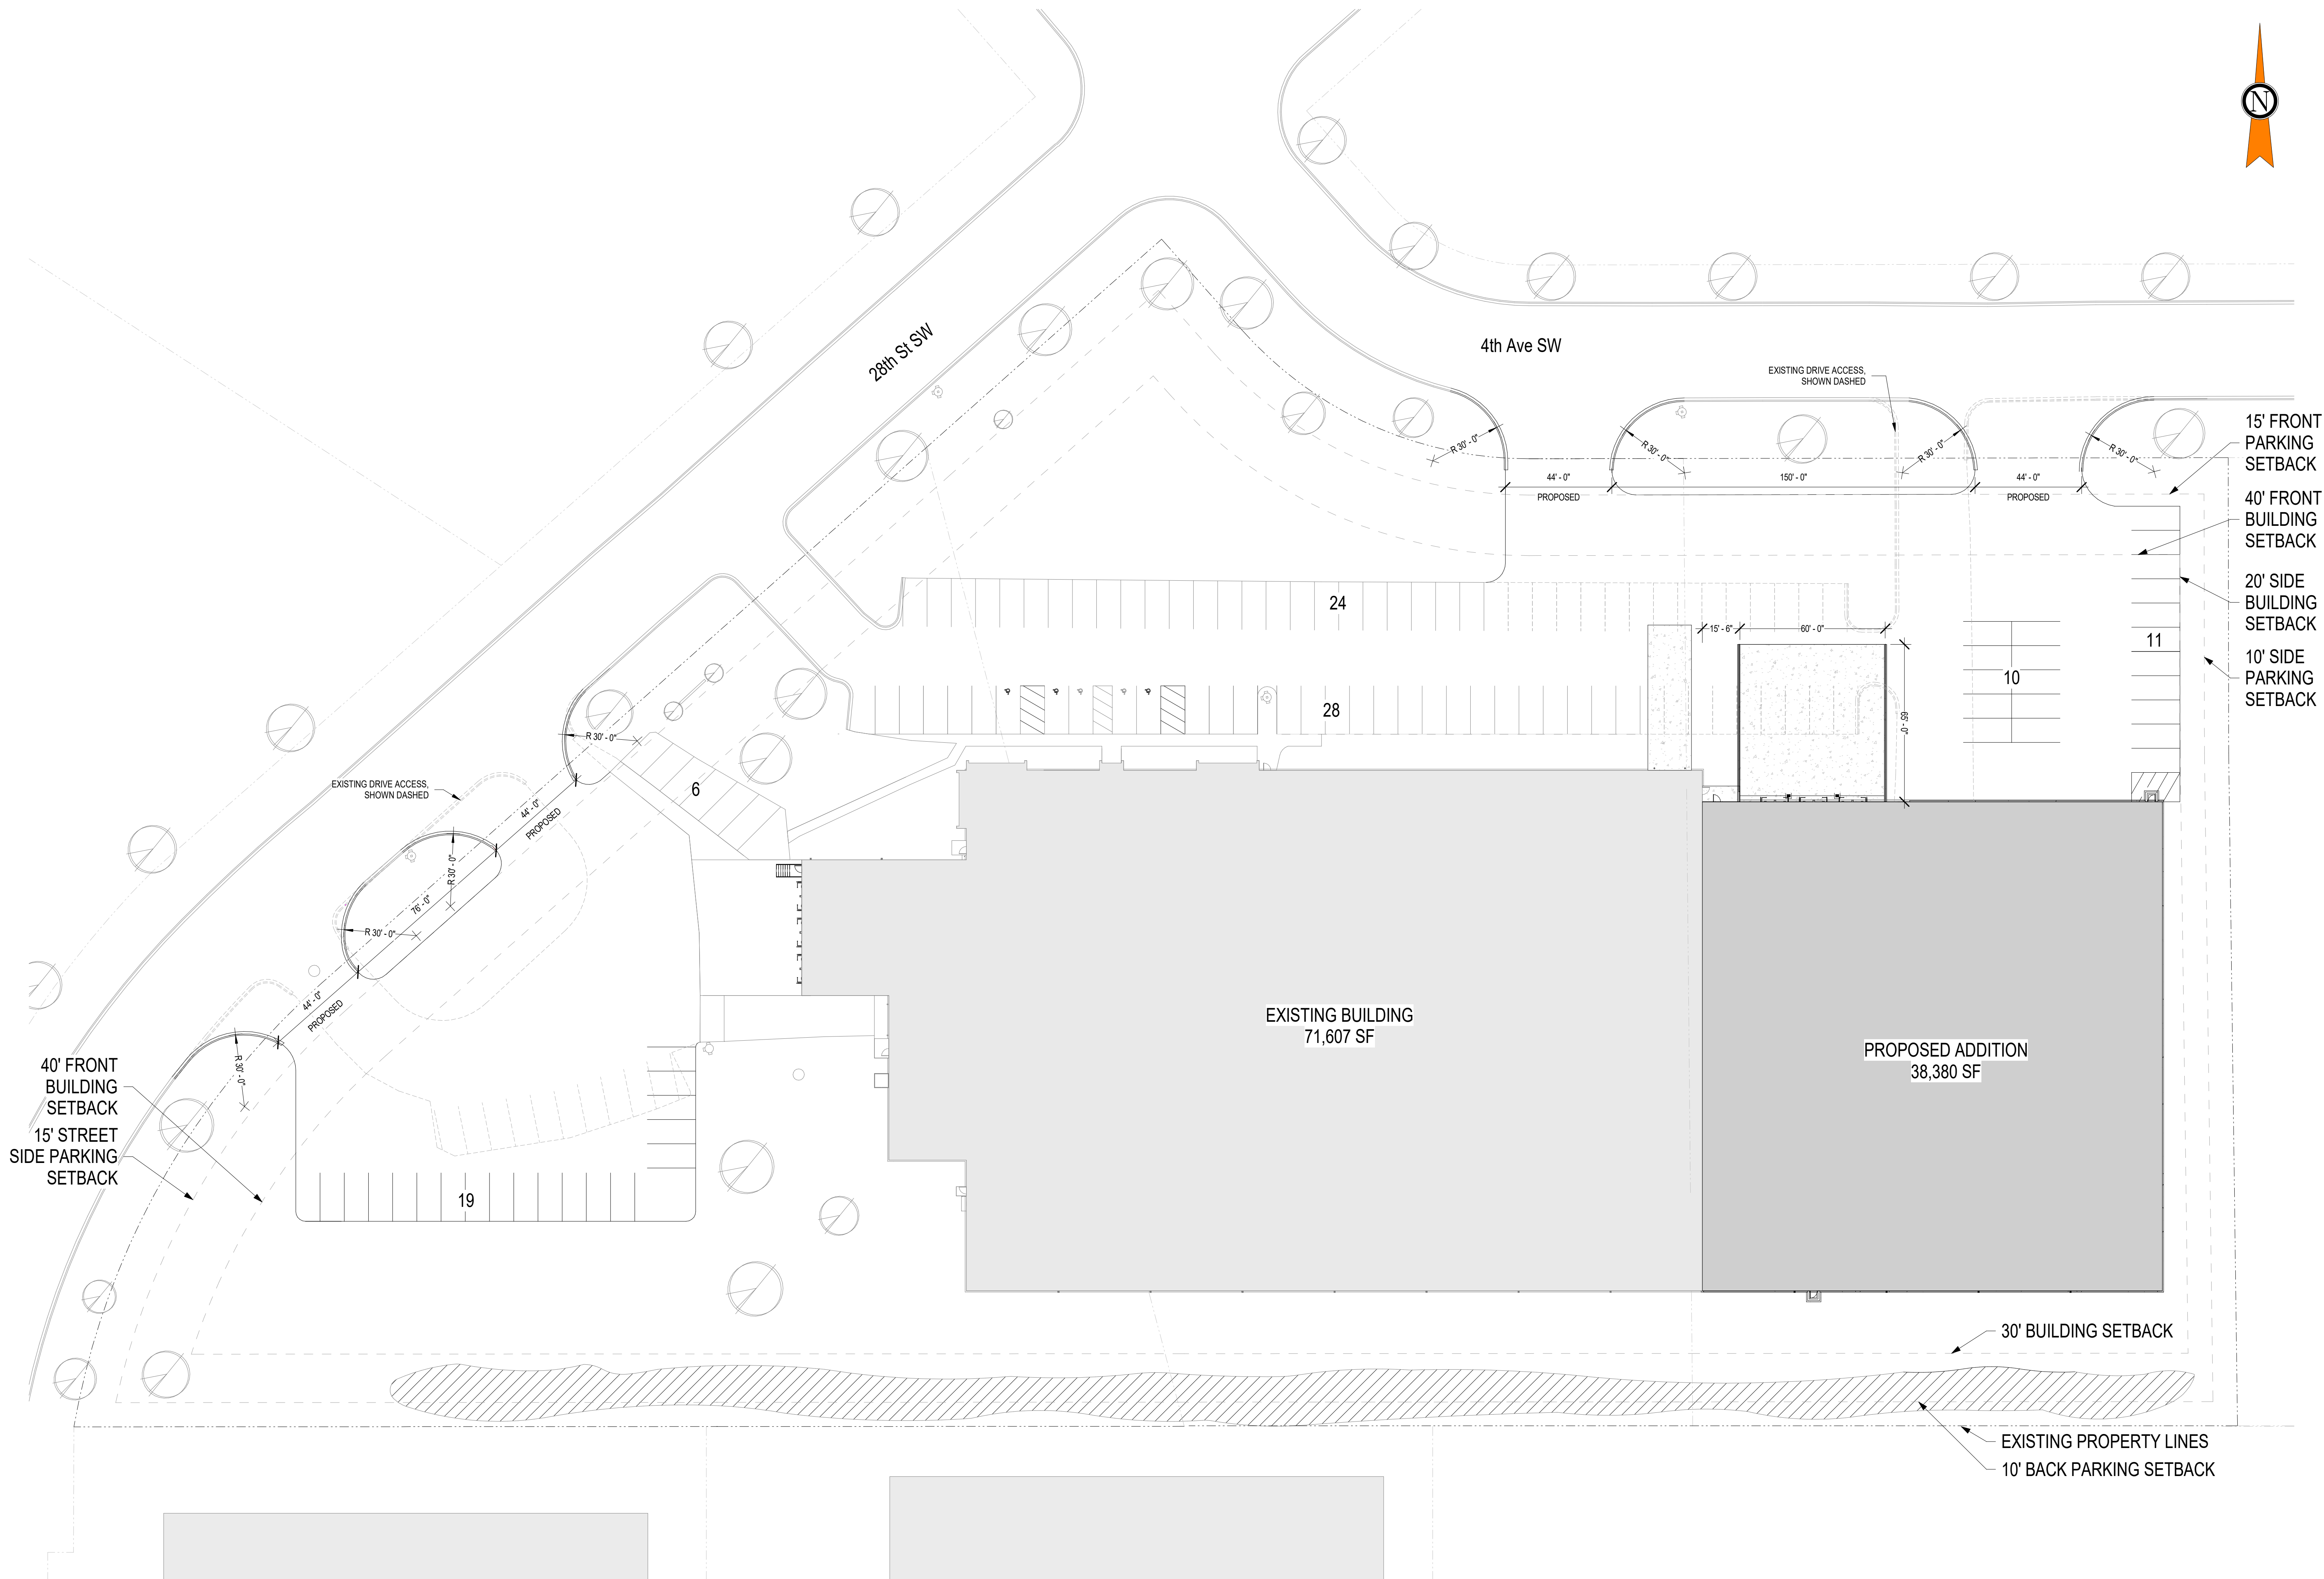 N
28th St SW
4th Ave SW
EXISTING DRIVE ACCESS,
SHOWN DASHED
15' FRONT
PARKING
SETBACK
40' FRONT
BUILDING
SETBACK
20' SIDE
BUILDING
SETBACK
10' SIDE
PARKING
SETBACK
R 30' - 0"
R 30' - 0"
R 30' - 0"
R 30' - 0"
44' - 0"
PROPOSED
150' - 0"
44' - 0"
PROPOSED
24
15' - 6"
60' - 0"
65' - 0"
11
10
28
R 30' - 0"
6
EXISTING DRIVE ACCESS,
SHOWN DASHED
44' - 0"
PROPOSED
R 30' - 0"
76' - 0"
R 30' - 0"
44' - 0"
PROPOSED
R 30' - 0"
40' FRONT
BUILDING
SETBACK
15' STREET
SIDE PARKING
SETBACK
19
EXISTING BUILDING
71,607 SF
PROPOSED ADDITION
38,380 SF
30' BUILDING SETBACK
EXISTING PROPERTY LINES
10' BACK PARKING SETBACK